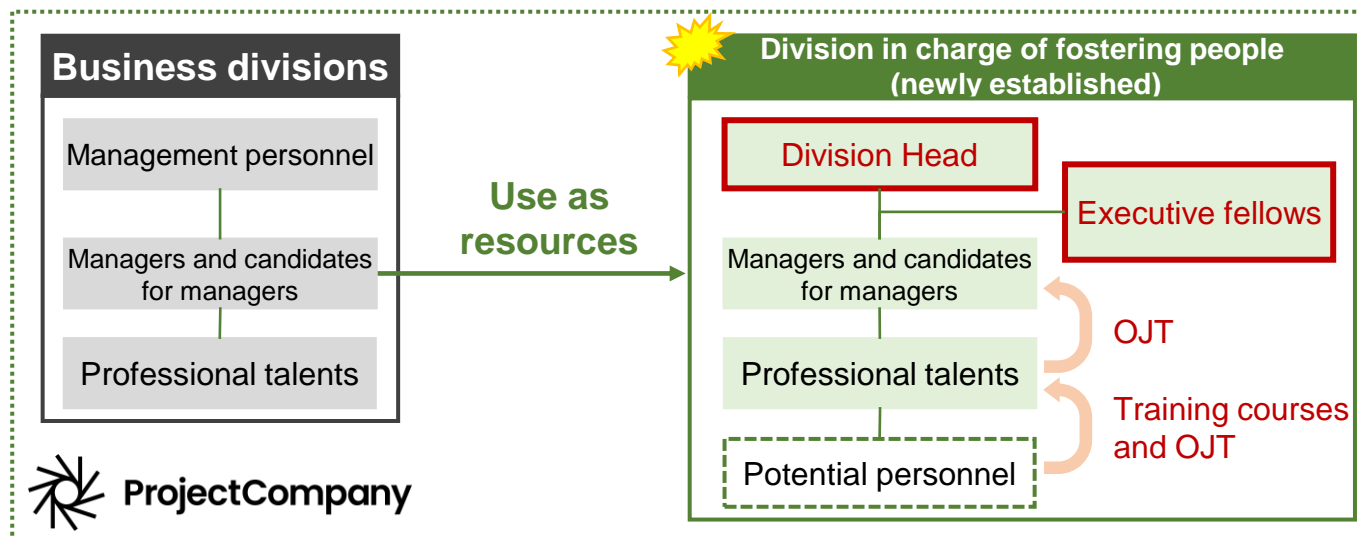 Business divisions
Management personnel
Managers and candidates
for managers
Professional talents
ProjectCompany
Use as
resources
Division in charge of fostering people
(newly established)
Division Head
Executive fellows
Managers and candidates
for managers
OJT
Professional talents
Training courses
and OJT
Potential personnel